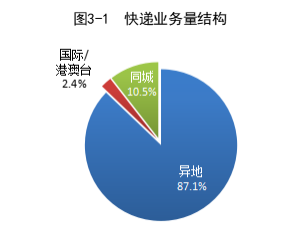 图3-1 快递业务量结构
国际/
港澳台
2.4%
同城
10.5%
异地
87.1%